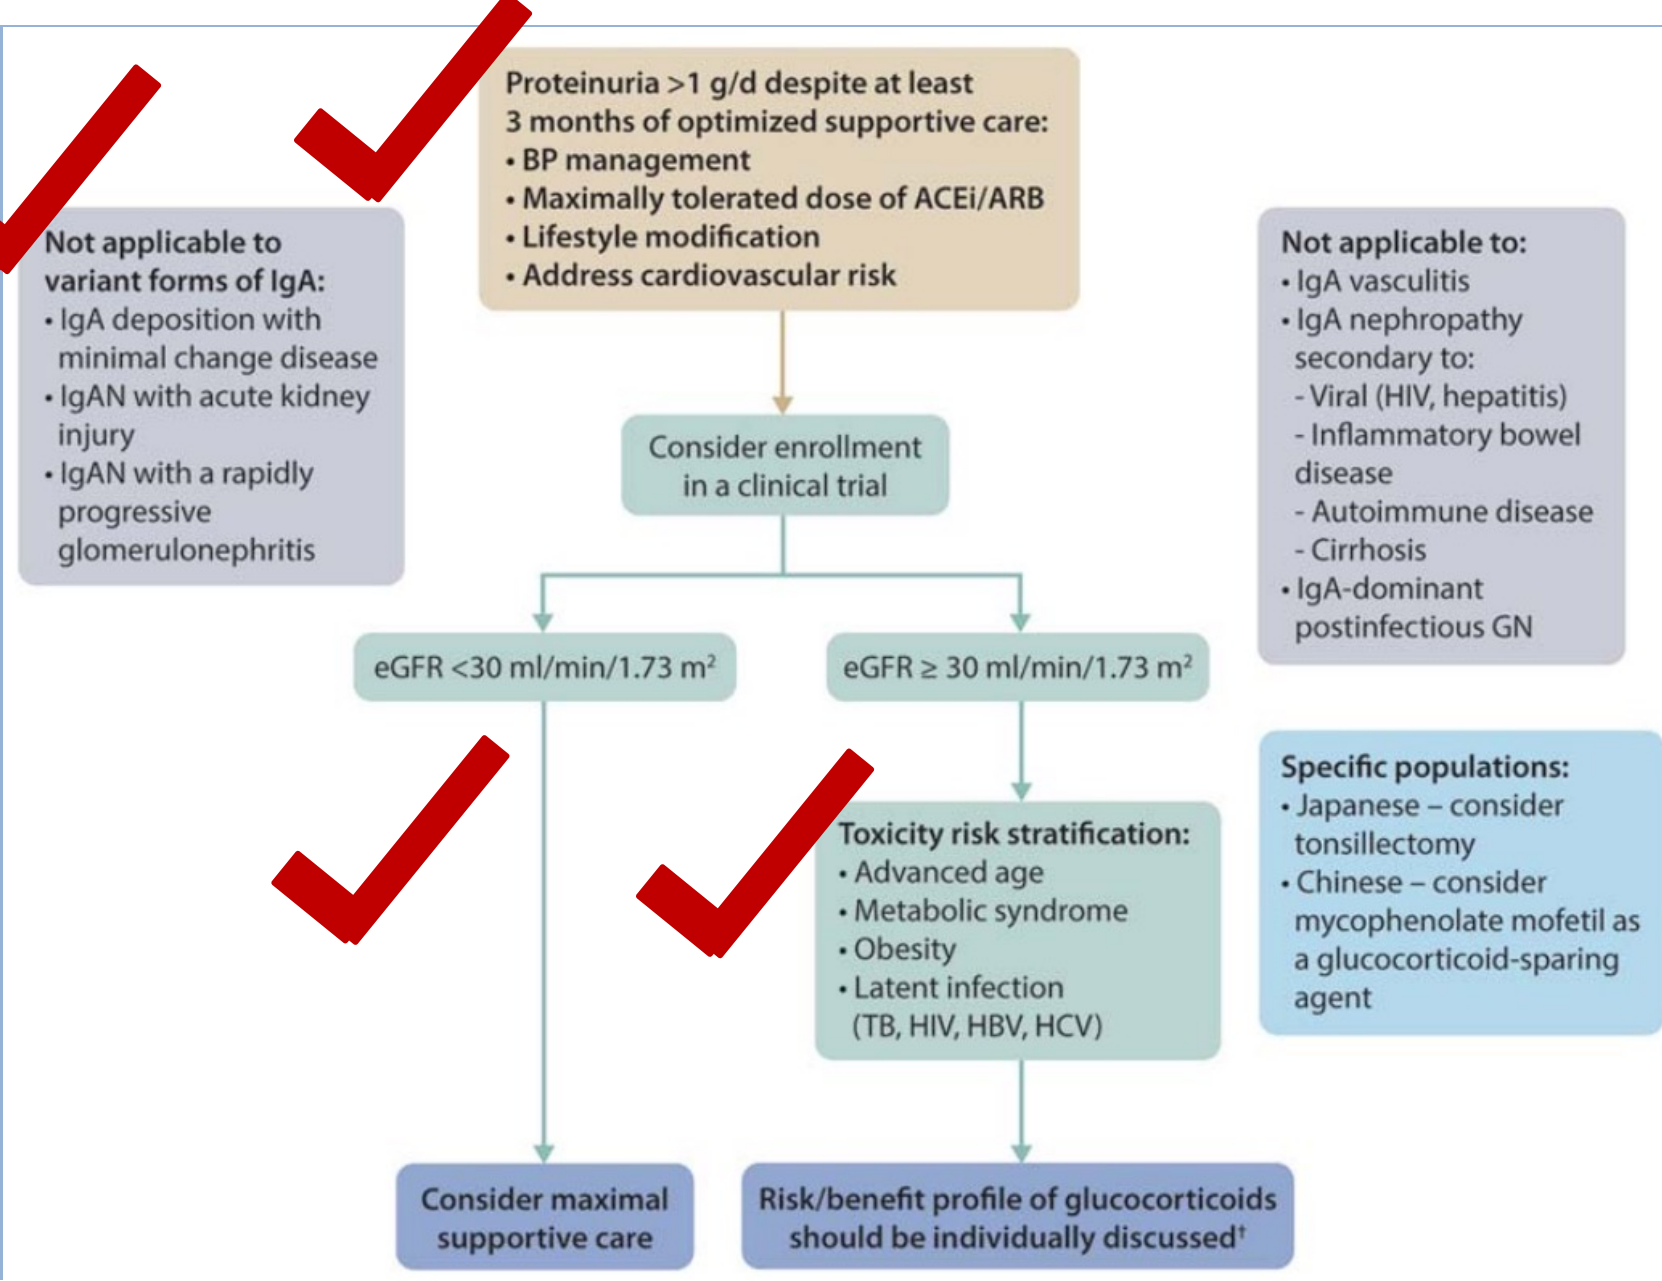 Proteinuria >1 g/d despite at least
3 months of optimized supportive care:
• BP management
• Maximally tolerated dose of ACEi/ARB
• Lifestyle modification
• Address cardiovascular risk
Not applicable to
variant forms of IgA:
• IgA deposition with
minimal change disease
• IgAN with acute kidney
injury
• IgAN with a rapidly
progressive
glomerulonephritis
Not applicable to:
• IgA vasculitis
• IgA nephropathy
secondary to:
- Viral (HIV, hepatitis)
- Inflammatory bowel
disease
- Autoimmune disease
- Cirrhosis
• IgA-dominant
postinfectious GN
Consider enrollment
in a clinical trial
eGFR <30 ml/min/1.73 m²
eGFR ≥ 30 ml/min/1.73 m²
Toxicity risk stratification:
• Advanced age
• Metabolic syndrome
• Obesity
• Latent infection
(TB, HIV, HBV, HCV)
Specific populations:
• Japanese – consider
tonsillectomy
• Chinese – consider
mycophenolate mofetil as
a glucocorticoid-sparing
agent
Consider maximal
supportive care
Risk/benefit profile of glucocorticoids
should be individually discussed†